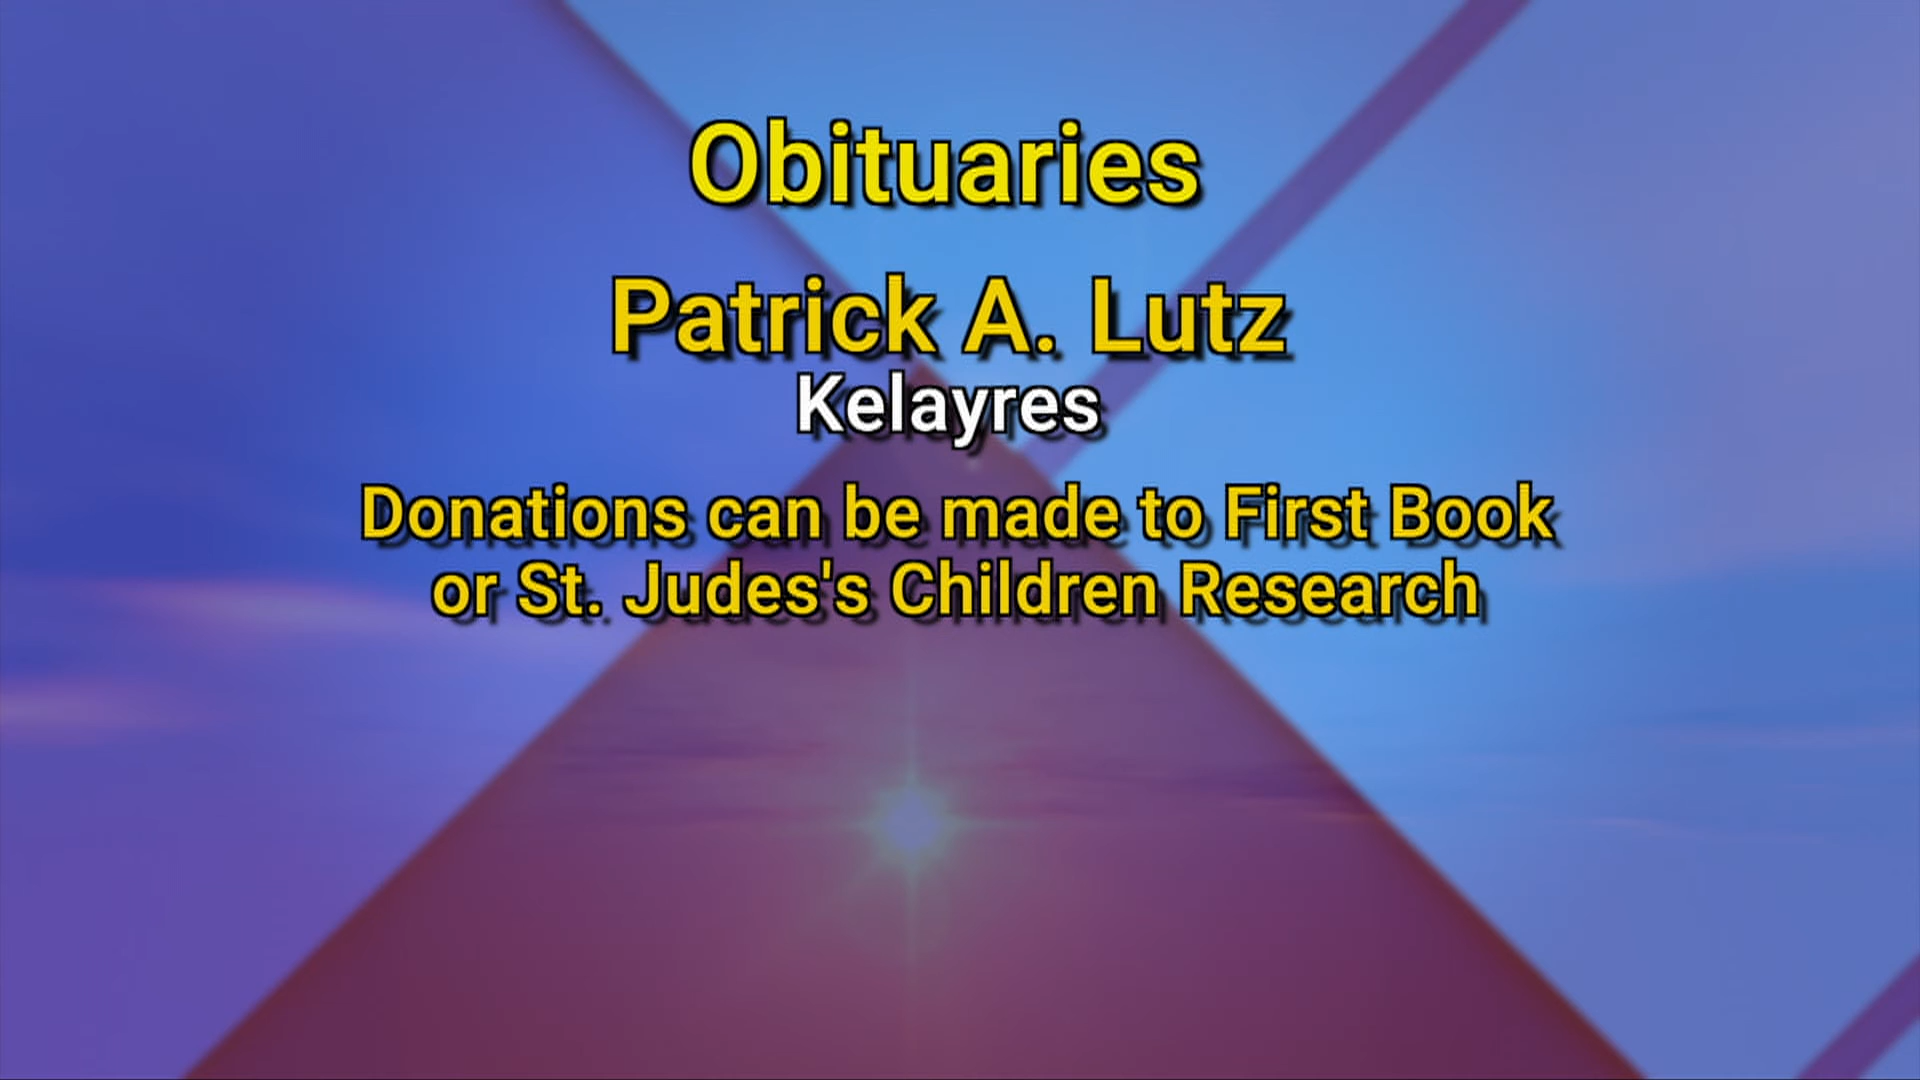 Obituaries
Patrick A. Lutz
Kelayres
Donations can be made to First Book
or St. Judes's Children Research